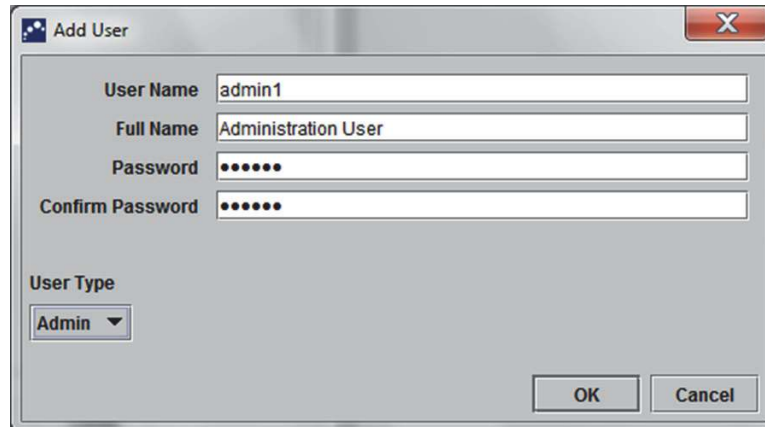 Add User
User Name admin1
Full Name Administration User
Password ••••••
Confirm Password ••••••
User Type
Admin
OK Cancel